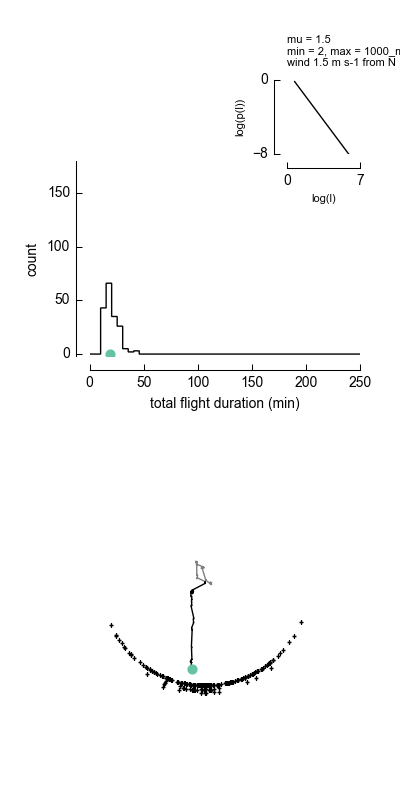 mu = 1.5
min = 2, max = 1000_m
wind 1.5 m s-1 from N
0
log(p(l))
−8
0 7
log(l)
150
100
count
50
0
0 50 100 150 200 250
total flight duration (min)